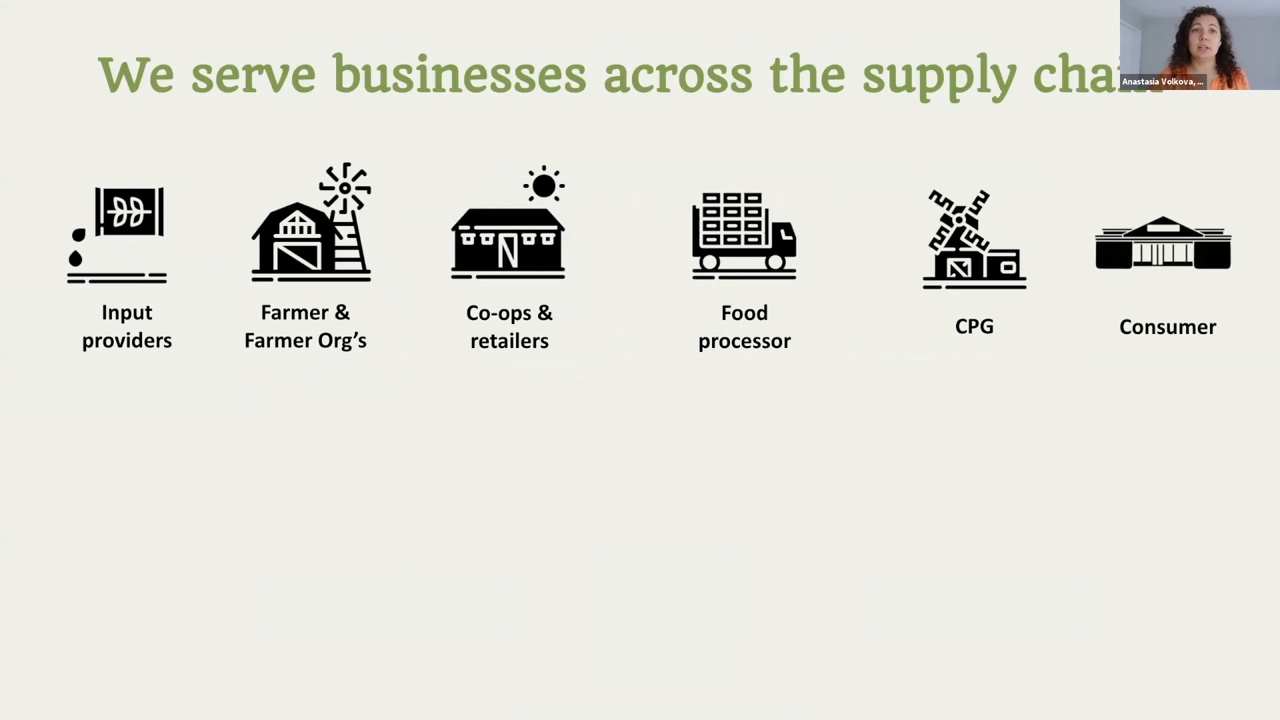 We serve businesses across the supply
Anastasia Volkova, ...
Input
providers
Farmer &
Farmer Org’s
Co-ops &
retailers
Food
processor
CPG
Consumer